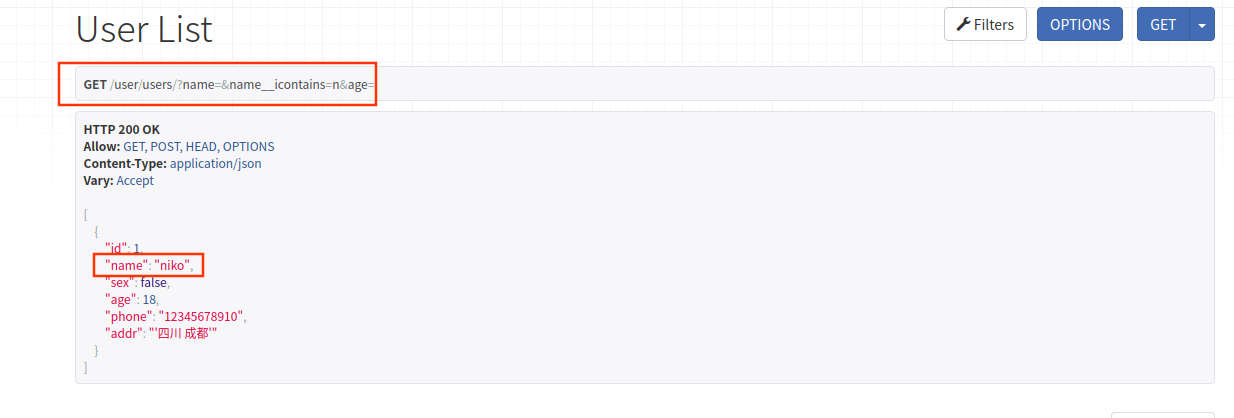 User List
Filters
OPTIONS
GET
GET /user/users/?name=&name__icontains=n&age=
HTTP 200 OK
Allow: GET, POST, HEAD, OPTIONS
Content-Type: application/json
Vary: Accept
[
{
"id": 1,
"name": "niko",
"sex": false,
"age": 18,
"phone": "12345678910",
"addr": "'四川 成都'"
}
]